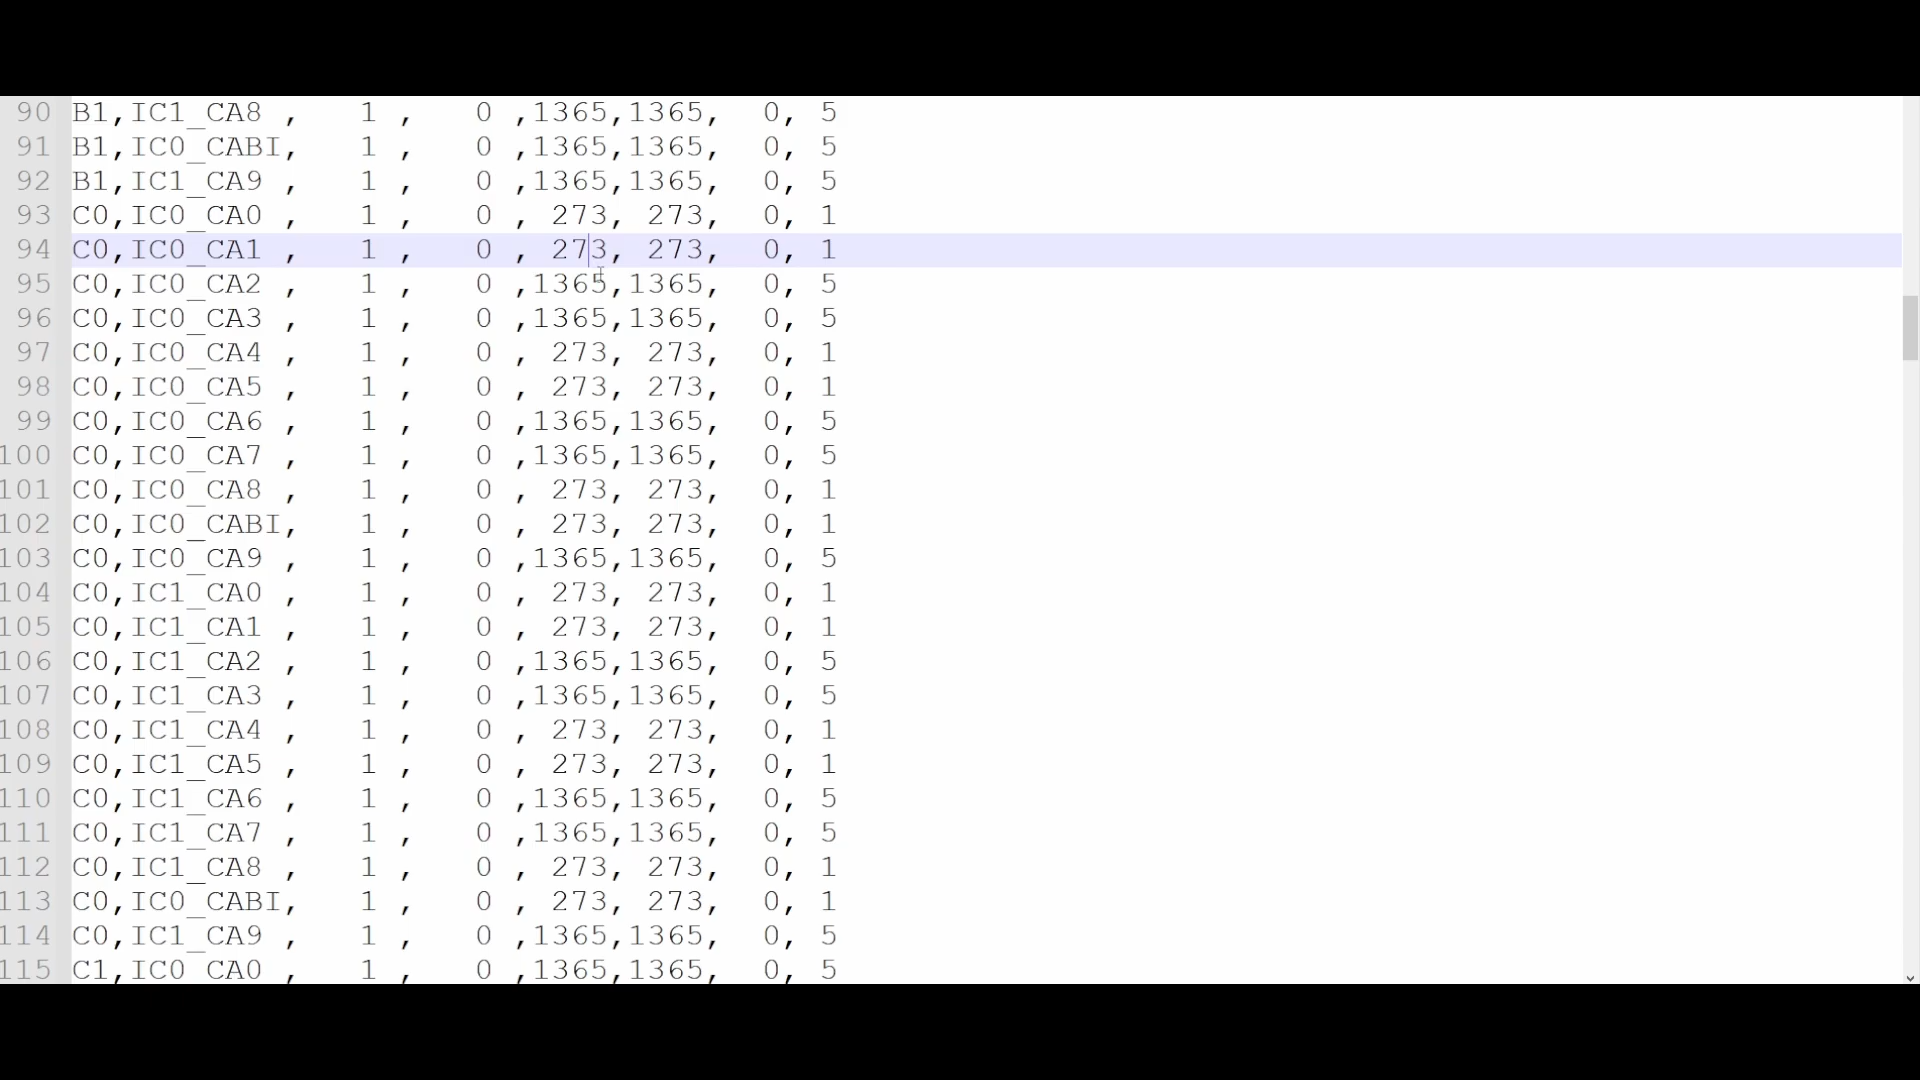 90 B1,IC1_CA8 ,   1 ,   0 ,1365,1365,  0, 5
91 B1,IC0_CABI,   1 ,   0 ,1365,1365,  0, 5
92 B1,IC1_CA9 ,   1 ,   0 ,1365,1365,  0, 5
93 C0,IC0_CA0 ,   1 ,   0 , 273, 273,  0, 1
94 C0,IC0_CA1 ,   1 ,   0 , 273, 273,  0, 1
95 C0,IC0_CA2 ,   1 ,   0 ,1365,1365,  0, 5
96 C0,IC0_CA3 ,   1 ,   0 ,1365,1365,  0, 5
97 C0,IC0_CA4 ,   1 ,   0 , 273, 273,  0, 1
98 C0,IC0_CA5 ,   1 ,   0 , 273, 273,  0, 1
99 C0,IC0_CA6 ,   1 ,   0 ,1365,1365,  0, 5
100 C0,IC0_CA7 ,   1 ,   0 ,1365,1365,  0, 5
101 C0,IC0_CA8 ,   1 ,   0 , 273, 273,  0, 1
102 C0,IC0_CABI,   1 ,   0 , 273, 273,  0, 1
103 C0,IC0_CA9 ,   1 ,   0 ,1365,1365,  0, 5
104 C0,IC1_CA0 ,   1 ,   0 , 273, 273,  0, 1
105 C0,IC1_CA1 ,   1 ,   0 , 273, 273,  0, 1
106 C0,IC1_CA2 ,   1 ,   0 ,1365,1365,  0, 5
107 C0,IC1_CA3 ,   1 ,   0 ,1365,1365,  0, 5
108 C0,IC1_CA4 ,   1 ,   0 , 273, 273,  0, 1
109 C0,IC1_CA5 ,   1 ,   0 , 273, 273,  0, 1
110 C0,IC1_CA6 ,   1 ,   0 ,1365,1365,  0, 5
111 C0,IC1_CA7 ,   1 ,   0 ,1365,1365,  0, 5
112 C0,IC1_CA8 ,   1 ,   0 , 273, 273,  0, 1
113 C0,IC0_CABI,   1 ,   0 , 273, 273,  0, 1
114 C0,IC1_CA9 ,   1 ,   0 ,1365,1365,  0, 5
115 C1,IC0_CA0 ,   1 ,   0 ,1365,1365,  0, 5